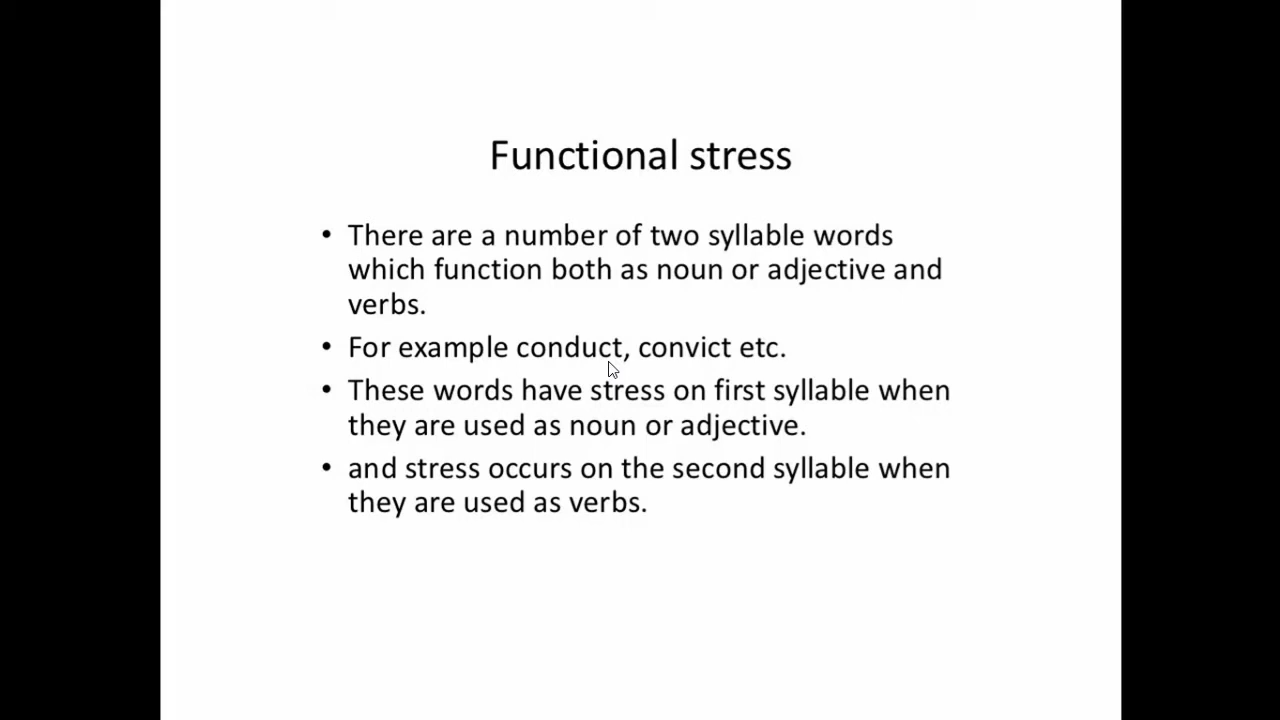 Functional stress
• There are a number of two syllable words
which function both as noun or adjective and
verbs.
• For example conduct, convict etc.
• These words have stress on first syllable when
they are used as noun or adjective.
• and stress occurs on the second syllable when
they are used as verbs.